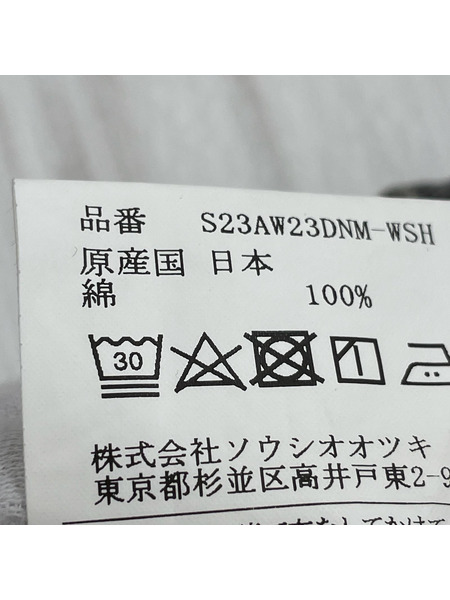 品番 S23AW23DNM-WSH
原産国 日本
綿 100%
30
株式会社ソウシオオツキ
東京都杉並区高井戸東2-9